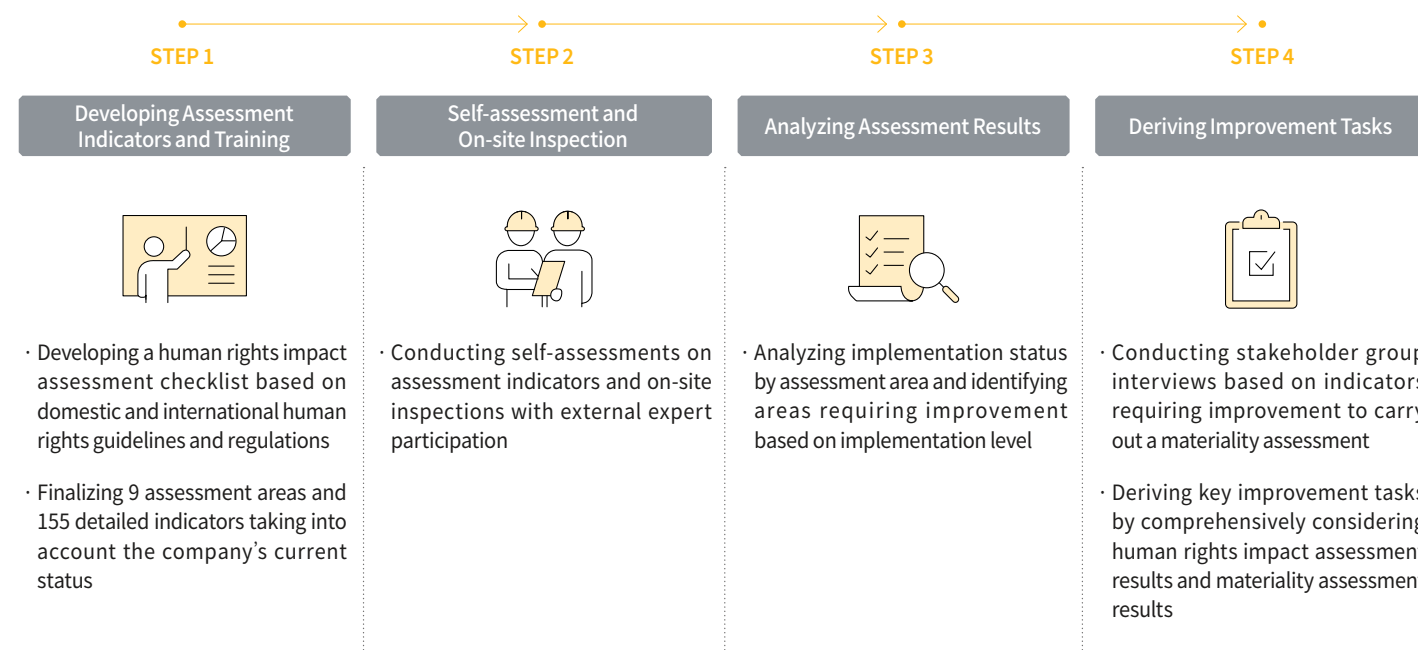 STEP 1
STEP 2
STEP 3
STEP 4
Developing Assessment
Indicators and Training
Self-assessment and
On-site Inspection
Analyzing Assessment Results
Deriving Improvement Tasks
· Developing a human rights impact
assessment checklist based on
domestic and international human
rights guidelines and regulations
· Finalizing 9 assessment areas and
155 detailed indicators taking into
account the company's current
status
· Conducting self-assessments on
assessment indicators and on-site
inspections with external expert
participation
· Analyzing implementation status
by assessment area and identifying
areas requiring improvement
based on implementation level
· Conducting stakeholder group
interviews based on indicators
requiring improvement to carry
out a materiality assessment
· Deriving key improvement tasks
by comprehensively considering
human rights impact assessment
results and materiality assessment
results